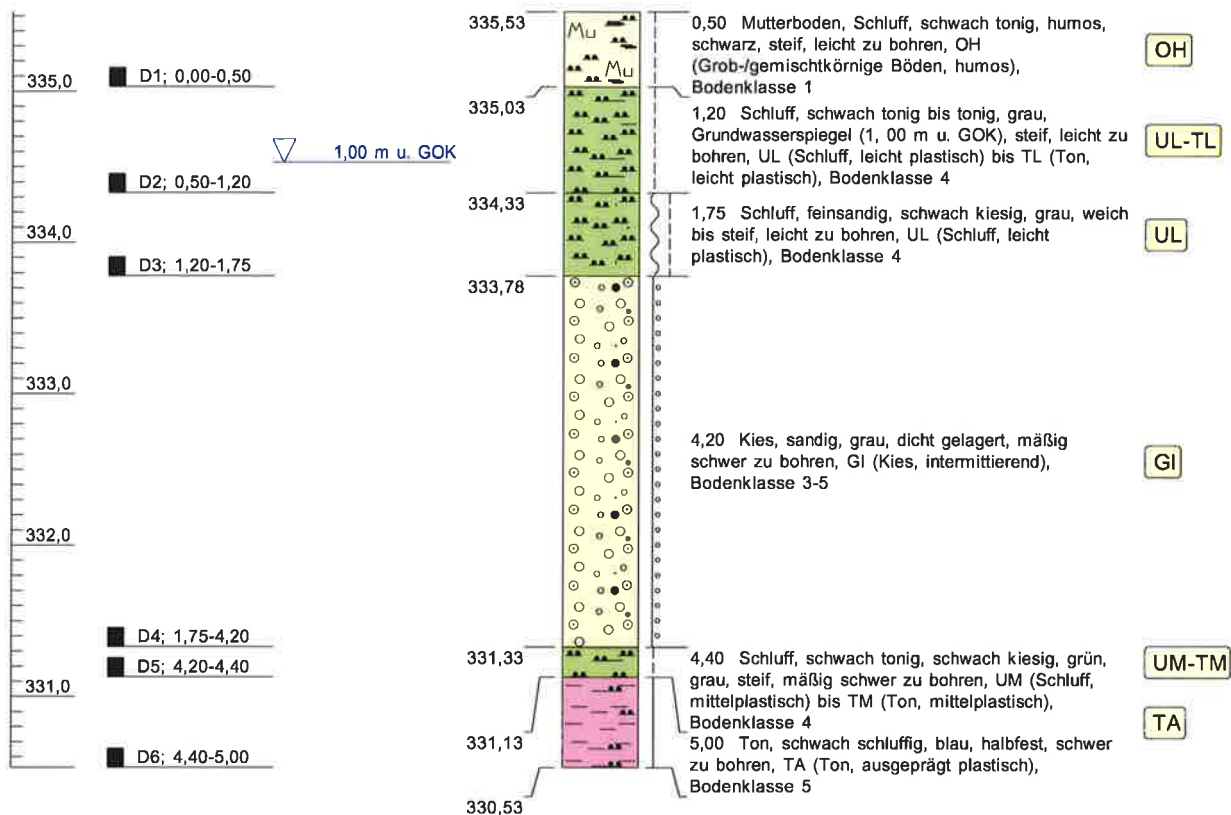 335,53
0,50 Mutterboden, Schluff, schwach tonig, humos,
schwarz, steif, leicht zu bohren, OH
(Grob-/gemischtkörnige Böden, humos),
Bodenklasse 1
OH
Mu
Mu
D1; 0,00-0,50
335,0
335,03
1,20 Schluff, schwach tonig bis tonig, grau,
Grundwasserspiegel (1, 00 m u. GOK), steif, leicht zu
bohren, UL (Schluff, leicht plastisch) bis TL (Ton,
leicht plastisch), Bodenklasse 4
UL-TL
1,00 m u. GOK
D2; 0,50-1,20
334,33
1,75 Schluff, feinsandig, schwach kiesig, grau, weich
bis steif, leicht zu bohren, UL (Schluff, leicht
plastisch), Bodenklasse 4
UL
334,0
D3; 1,20-1,75
333,78
333,0
4,20 Kies, sandig, grau, dicht gelagert, mäßig
schwer zu bohren, GI (Kies, intermittierend),
Bodenklasse 3-5
GI
332,0
D4; 1,75-4,20
331,33
D5; 4,20-4,40
4,40 Schluff, schwach tonig, schwach kiesig, grün,
grau, steif, mäßig schwer zu bohren, UM (Schluff,
mittelplastisch) bis TM (Ton, mittelplastisch),
Bodenklasse 4
UM-TM
331,0
331,13
5,00 Ton, schwach schluffig, blau, halbfest, schwer
zu bohren, TA (Ton, ausgeprägt plastisch),
Bodenklasse 5
TA
D6; 4,40-5,00
330,53